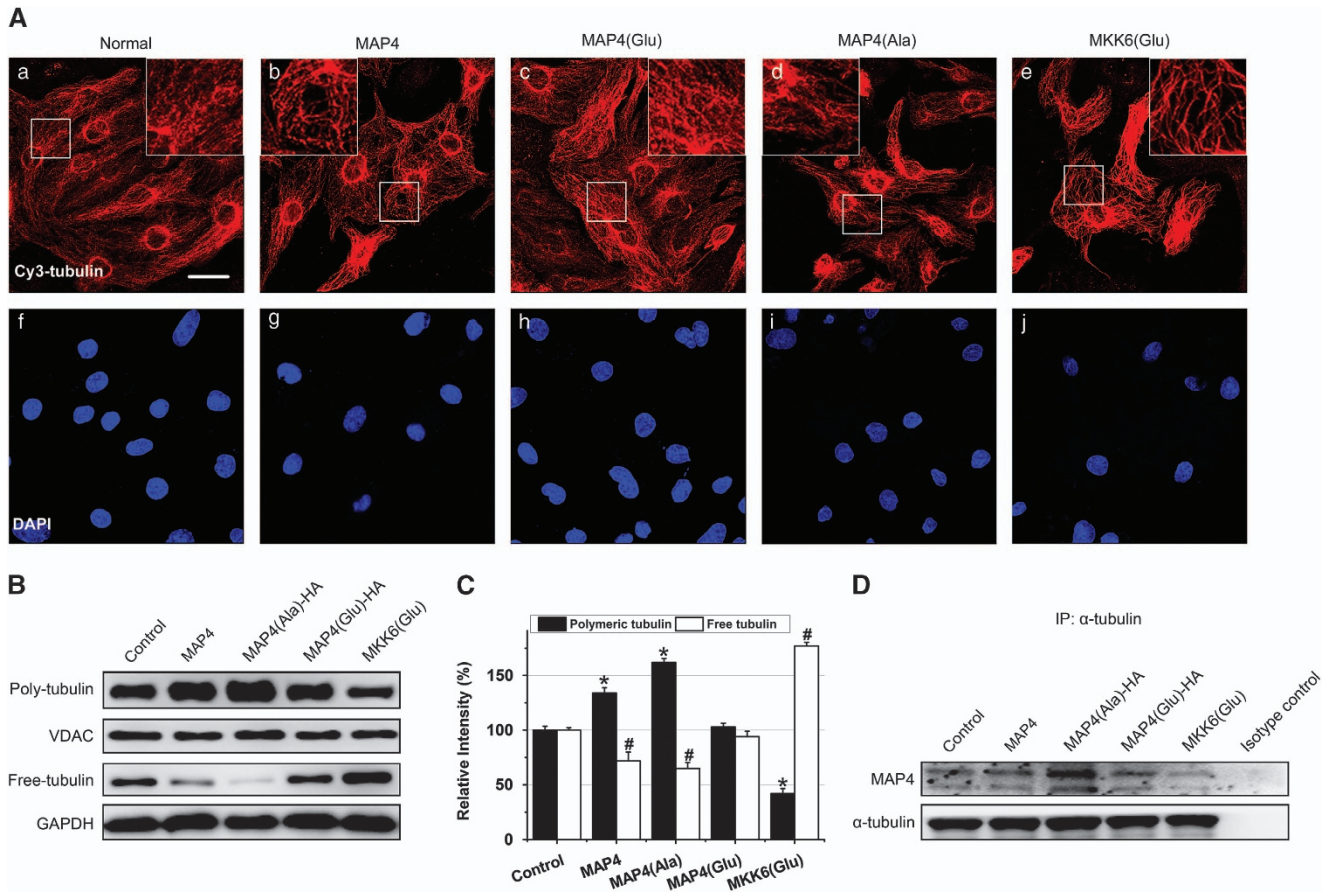 A
Normal
MAP4
MAP4(Glu)
MAP4(Ala)
MKK6(Glu)
a
b
c
d
e
Cy3-tubulin
f
g
h
i
j
DAPI
B
Control
MAP4
MAP4(Ala)-HA
MAP4(Glu)-HA
MKK6(Glu)
Poly-tubulin
VDAC
Free-tubulin
GAPDH
C
Polymeric tubulin
Free tubulin
Relative Intensity (%)
150
100
50
0
*
#
*
#
*
#
Control
MAP4
MAP4(Ala)
MAP4(Glu)
MKK6(Glu)
D
IP: α-tubulin
Control
MAP4
MAP4(Ala)-HA
MAP4(Glu)-HA
MKK6(Glu)
Isotype control
MAP4
α-tubulin